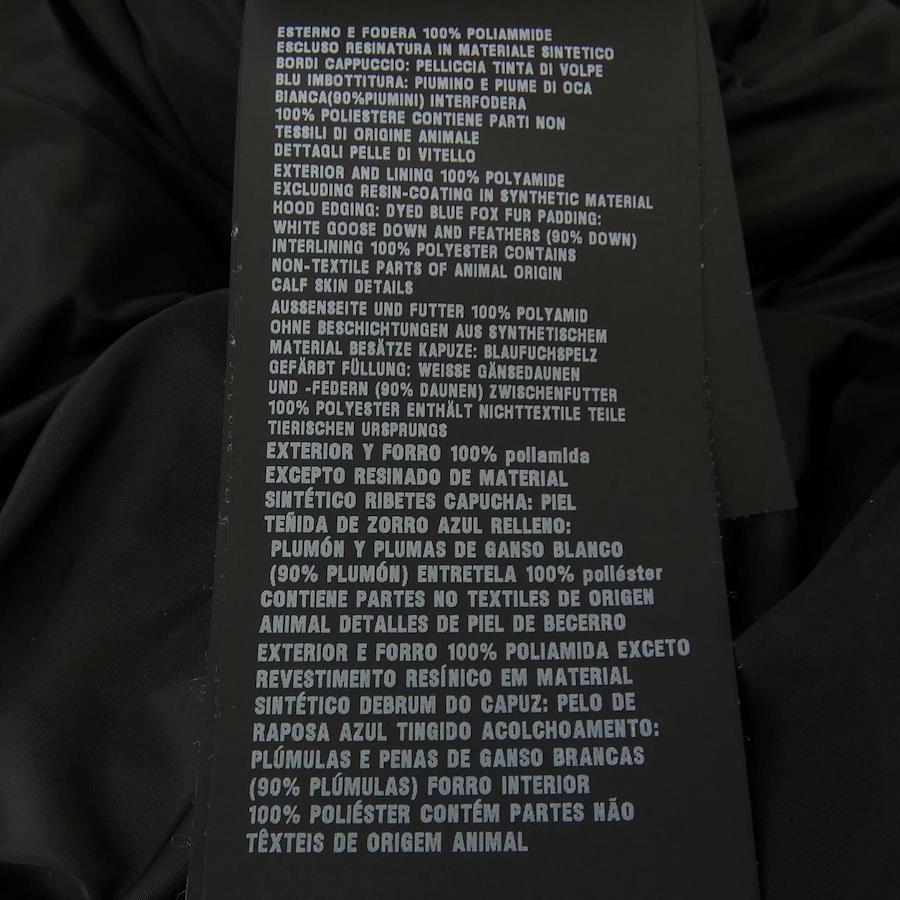 ESTERNO E FODERA 100% POLIAMMIDE
ESCLUSO RESINATURA IN MATERIALE SINTETICO
BORDI CAPPUCCIO: PELLICCIA TINTA DI VOLPE
BLU IMBOTTITURA: PIUMINO E PIUME DI OCA
BIANCA(90%PIUMINI) INTERFODERA
100% POLIESTERE CONTIENE PARTI NON
TESSILI DI ORIGINE ANIMALE
DETTAGLI PELLE DI VITELLO
EXTERIOR AND LINING 100% POLYAMIDE
EXCLUDING RESIN-COATING IN SYNTHETIC MATERIAL
HOOD EDGING: DYED BLUE FOX FUR PADDING:
WHITE GOOSE DOWN AND FEATHERS (90% DOWN)
INTERLINING 100% POLYESTER CONTAINS
NON-TEXTILE PARTS OF ANIMAL ORIGIN
CALF SKIN DETAILS
AUSSENSEITE UND FUTTER 100% POLYAMID
OHNE BESCHICHTUNGEN AUS SYNTHETISCHEM
MATERIAL BESÄTZE KAPUZE: BLAUFUCHSPELZ
GEFÄRBT FÜLLUNG: WEISSE GÄNSEDAUNEN
UND -FEDERN (90% DAUNEN) ZWISCHENFUTTER
100% POLYESTER ENTHÄLT NICHTTEXTILE TEILE
TIERISCHEN URSPRUNGS
EXTERIOR Y FORRO 100% poliamida
EXCEPTO RESINADO DE MATERIAL
SINTÉTICO RIBETES CAPUCHA: PIEL
TEÑIDA DE ZORRO AZUL RELLENO:
PLUMÓN Y PLUMAS DE GANSO BLANCO
(90% PLUMÓN) ENTRETELA 100% poliéster
CONTIENE PARTES NO TEXTILES DE ORIGEN
ANIMAL DETALLES DE PIEL DE BECERRO
EXTERIOR E FORRO 100% POLIAMIDA EXCETO
REVESTIMENTO RESÍNICO EM MATERIAL
SINTÉTICO DEBRUM DO CAPUZ: PELO DE
RAPOSA AZUL TINGIDO ACOLCHOAMENTO:
PLÚMULAS E PENAS DE GANSO BRANCAS
(90% PLÚMULAS) FORRO INTERIOR
100% POLIÉSTER CONTÉM PARTES NÃO
TÊXTEIS DE ORIGEM ANIMAL